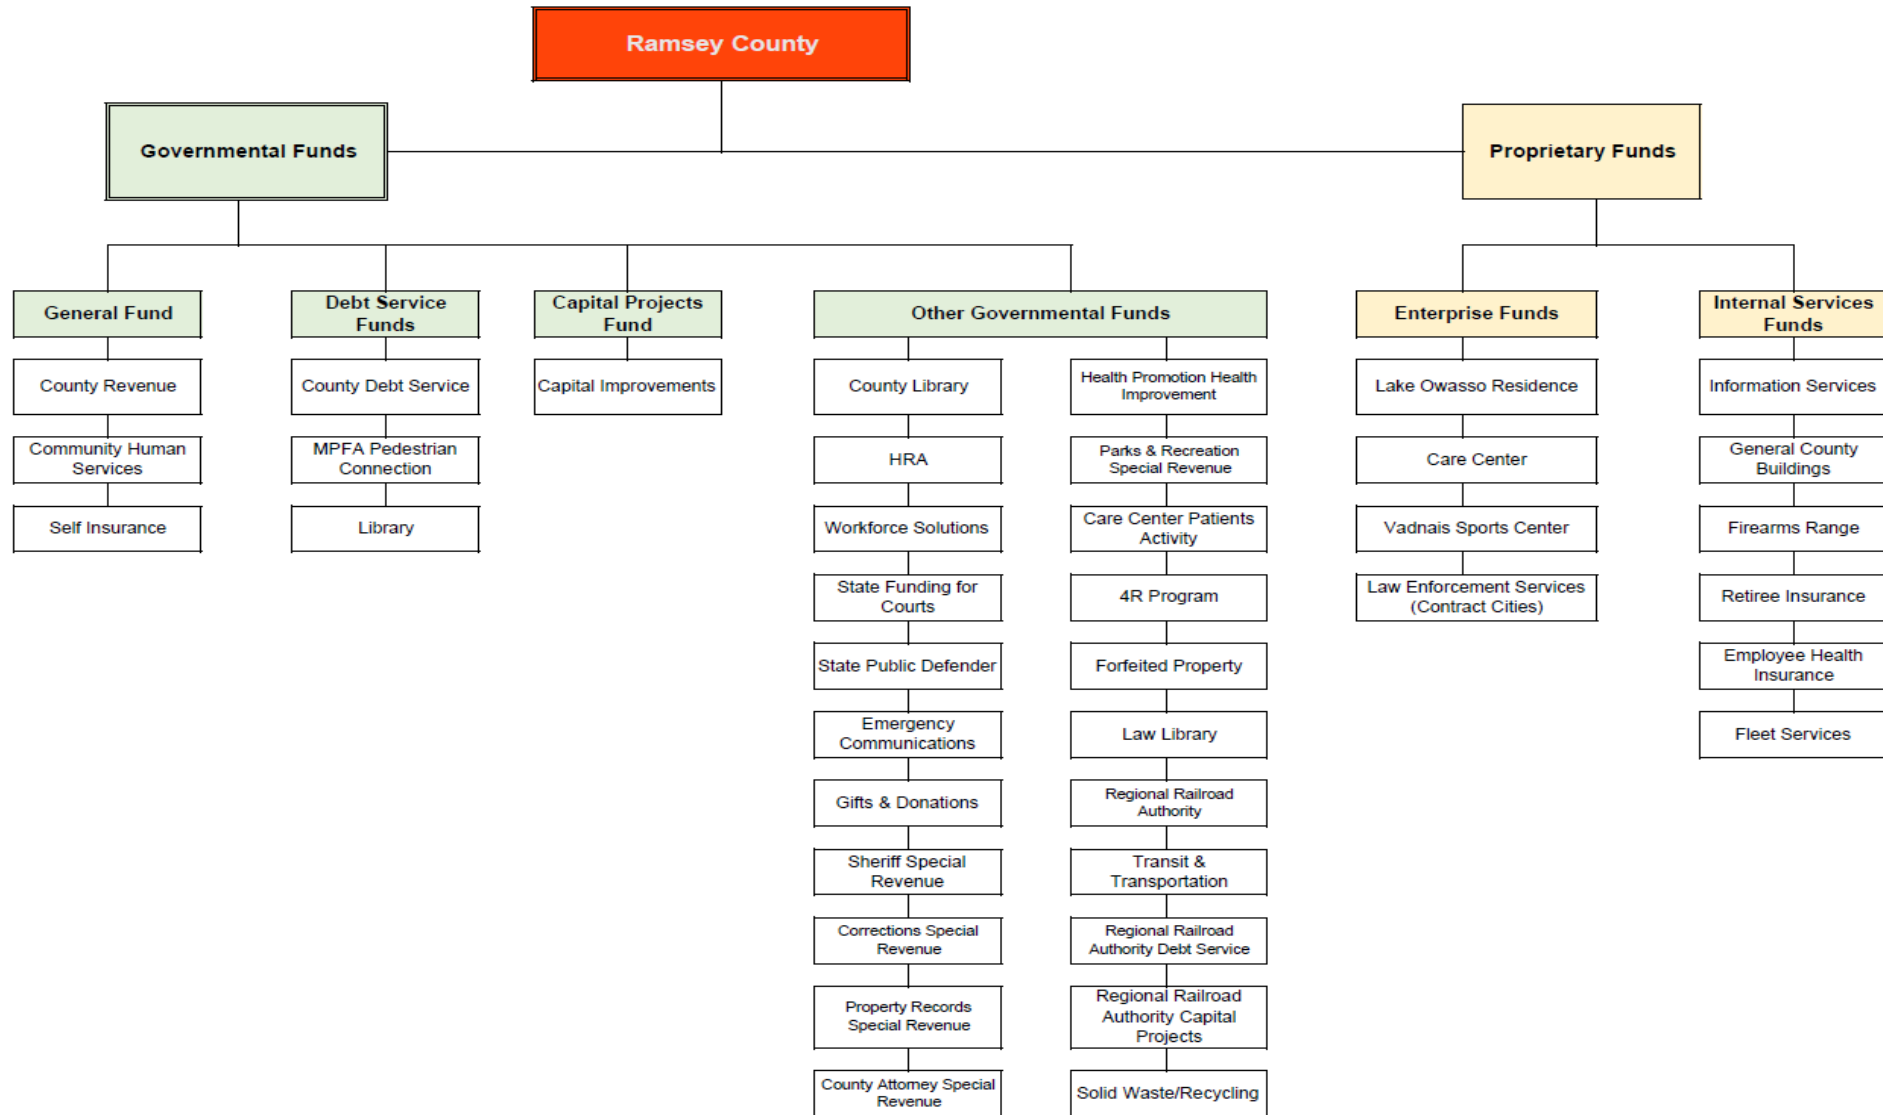 Ramsey County
Governmental Funds
Proprietary Funds
General Fund
County Revenue
Community Human
Services
Self Insurance
Debt Service
Funds
County Debt Service
MPFA Pedestrian
Connection
Library
Capital Projects
Fund
Capital Improvements
Other Governmental Funds
County Library
HRA
Workforce Solutions
State Funding for
Courts
State Public Defender
Emergency
Communications
Gifts & Donations
Sheriff Special
Revenue
Corrections Special
Revenue
Property Records
Special Revenue
County Attorney Special
Revenue
Health Promotion Health
Improvement
Parks & Recreation
Special Revenue
Care Center Patients
Activity
4R Program
Forfeited Property
Law Library
Regional Railroad
Authority
Transit &
Transportation
Regional Railroad
Authority Debt Service
Regional Railroad
Authority Capital
Projects
Solid Waste/Recycling
Enterprise Funds
Lake Owasso Residence
Care Center
Vadnais Sports Center
Law Enforcement Services
(Contract Cities)
Internal Services
Funds
Information Services
General County
Buildings
Firearms Range
Retiree Insurance
Employee Health
Insurance
Fleet Services